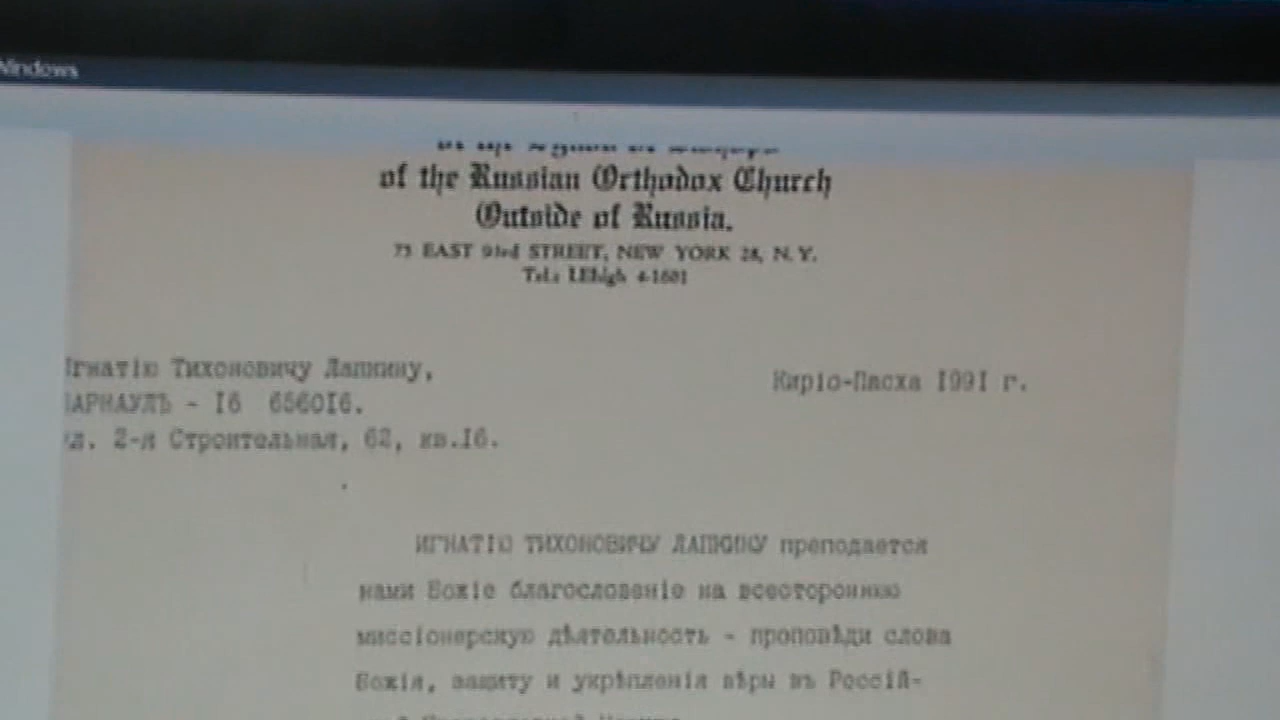 Windows
of the Russian Orthodox Church
Outside of Russia.
75 EAST 93rd STREET, NEW YORK 28, N. Y.
Tel.: LEhigh 4-1601
Игнатію Тихоновичу Лапкину,
БАРНАУЛЪ - 16 656016.
Киріо-Пасха 1991 г.
ул. 2-я Строительная, 62, кв.16.
ИГНАТІЮ ТИХОНОВИЧУ ЛАПКИНУ преподается
нами Божіе благословеніе на всестороннюю
миссіонерскую дѣятельность - проповѣди слова
Божія, защиту и укрѣпленія вѣры въ Россій-